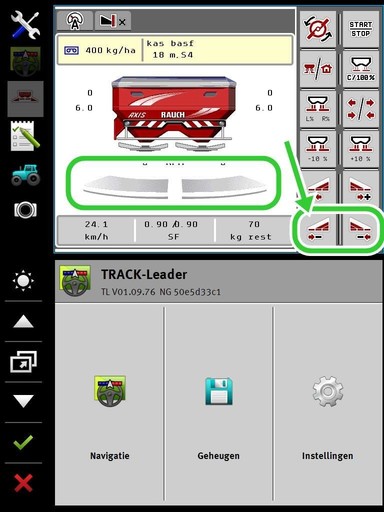 400 kg/ha
kas basf
18 m.S4
START
STOP
C/100%
0
6.0
0
6.0
AXIS RAUCH
L% R%
-10 %
+10 %
24.1
km/h
0.90 /0.90
SF
70
kg rest
TRACK-Leader
TL V01.09.76 NG 50e5d33c1
Navigatie
Geheugen
Instellingen